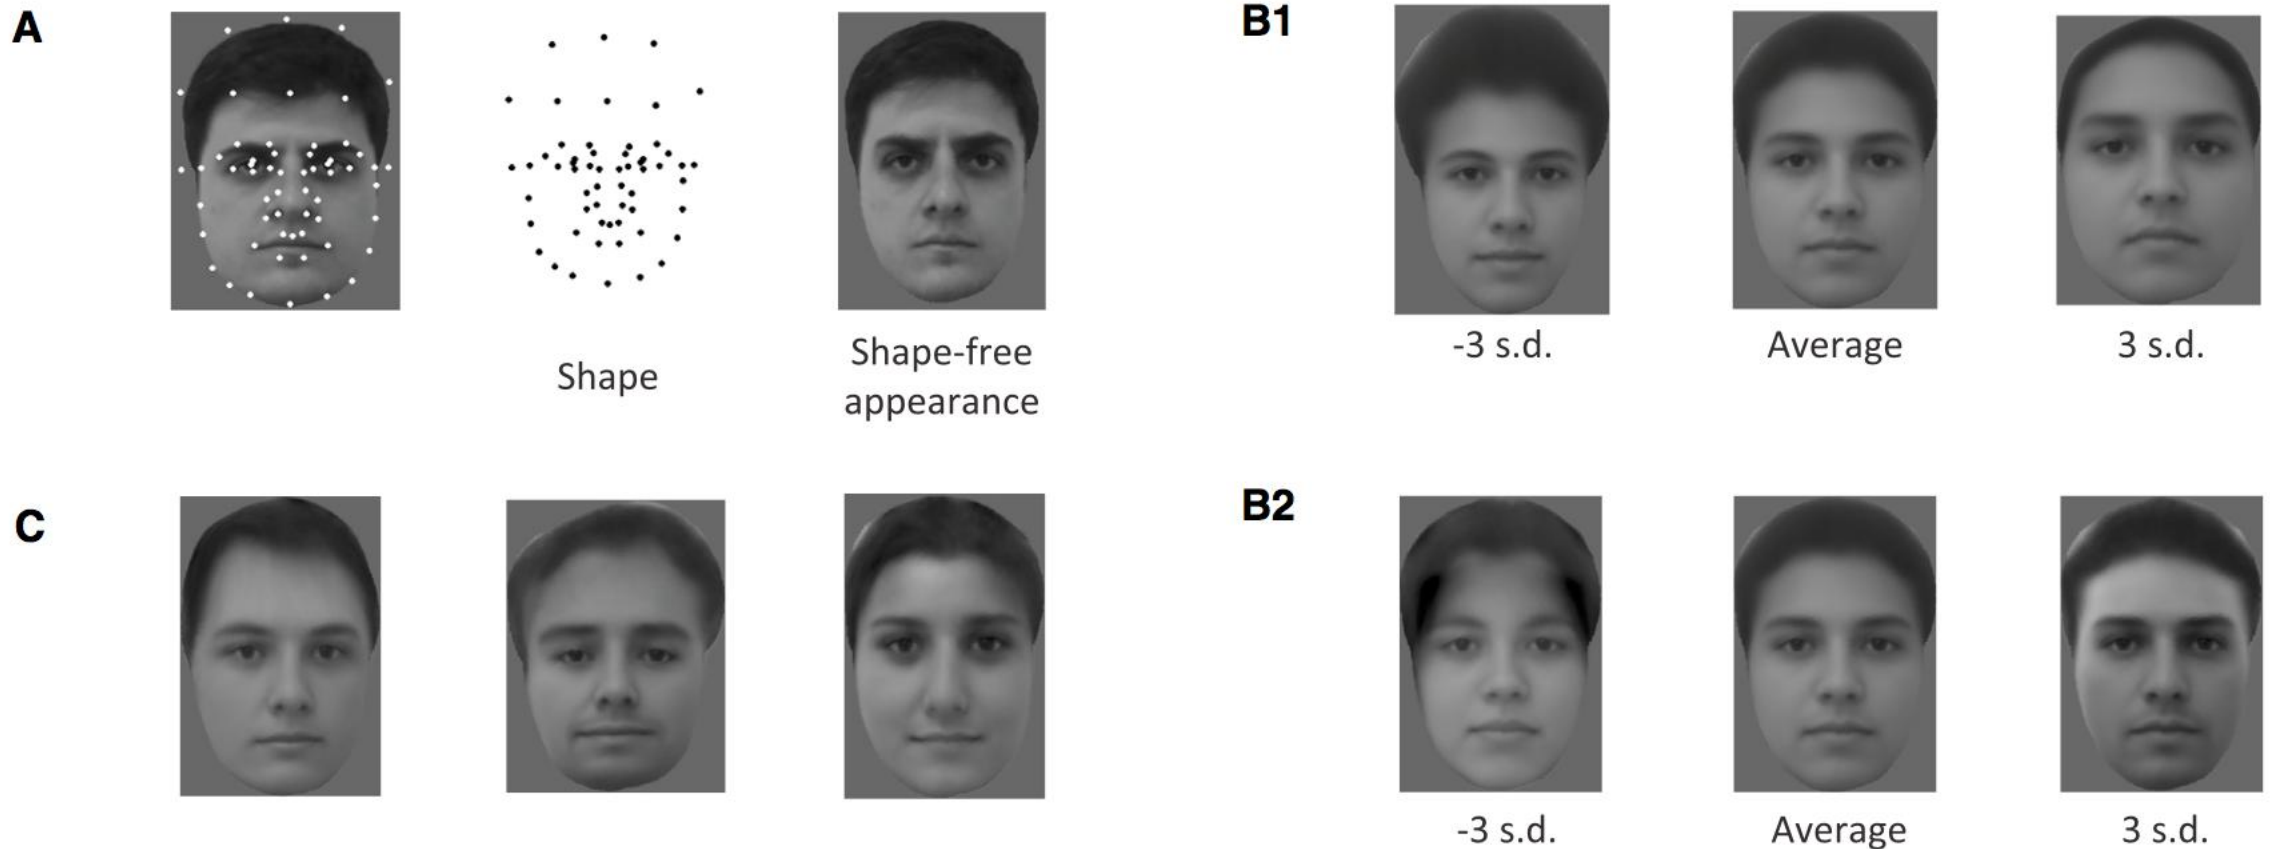 A
B1
Shape
Shape-free
appearance
-3 s.d.
Average
3 s.d.
C
B2
-3 s.d.
Average
3 s.d.